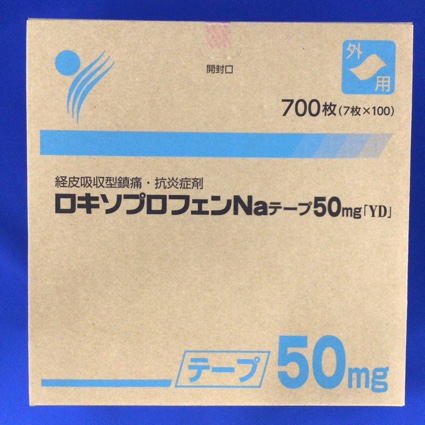 開封口
外用
700枚(7枚×100)
経皮吸収型鎮痛・抗炎症剤
ロキソプロフェンNaテープ50mg「YD」
テープ 50mg